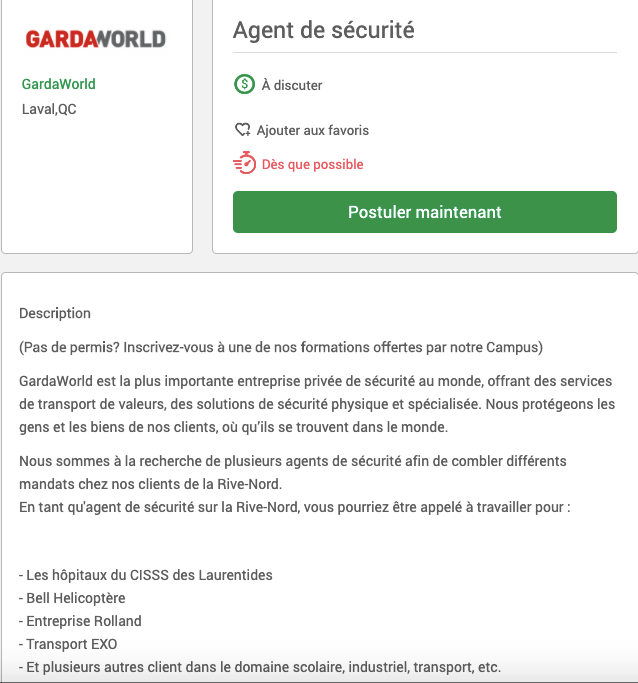 GARDAWORLD
GardaWorld
Laval,QC
Agent de sécurité
À discuter
Ajouter aux favoris
Dès que possible
Postuler maintenant
Description
(Pas de permis? Inscrivez-vous à une de nos formations offertes par notre Campus)
GardaWorld est la plus importante entreprise privée de sécurité au monde, offrant des services
de transport de valeurs, des solutions de sécurité physique et spécialisée. Nous protégeons les
gens et les biens de nos clients, où qu'ils se trouvent dans le monde.
Nous sommes à la recherche de plusieurs agents de sécurité afin de combler différents
mandats chez nos clients de la Rive-Nord.
En tant qu'agent de sécurité sur la Rive-Nord, vous pourriez être appelé à travailler pour :
- Les hôpitaux du CISSS des Laurentides
- Bell Helicoptère
- Entreprise Rolland
- Transport EXO
- Et plusieurs autres client dans le domaine scolaire, industriel, transport, etc.